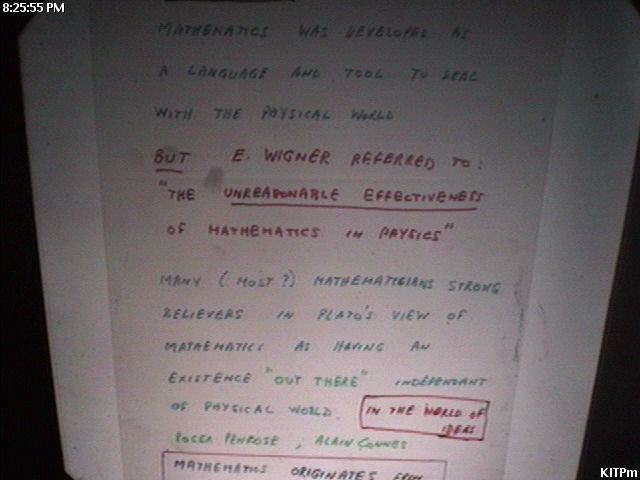 8:25:55 PM
MATHEMATICS WAS DEVELOPED AS
A LANGUAGE AND TOOL TO DEAL
WITH THE PHYSICAL WORLD
BUT E. WIGNER REFERRED TO:
"THE UNREASONABLE EFFECTIVENESS
OF MATHEMATICS IN PHYSICS"
MANY (MOST?) MATHEMATICIANS STRONG
BELIEVERS IN PLATO'S VIEW OF
MATHEMATICS AS HAVING AN
EXISTENCE "OUT THERE" INDEPENDANT
OF PHYSICAL WORLD. IN THE WORLD OF
IDEAS
ROGER PENROSE, ALAIN CONNES
MATHEMATICS ORIGINATES FROM
KITPm